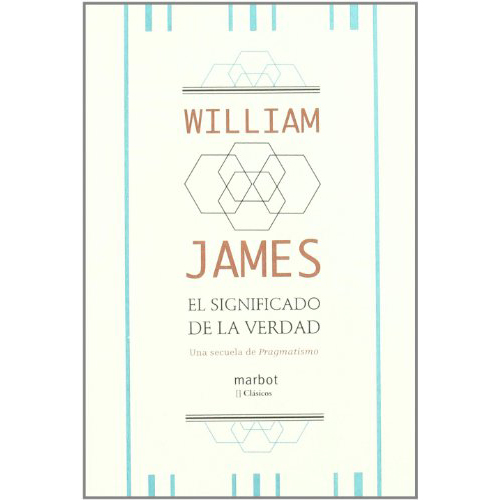 WILLIAM
JAMES
EL SIGNIFICADO
DE LA VERDAD
Una secuela de Pragmatismo
marbot
[] Clásicos